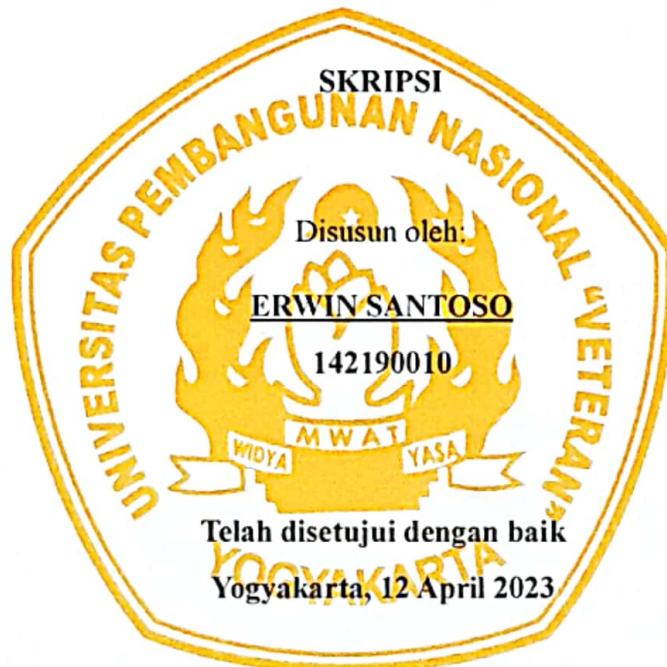 SKRIPSI
UNIVERSITAS PEMBANGUNAN NASIONAL "VETERAN"
Disusun oleh:
ERWIN SANTOSO
142190010
WIDYA MWAT YASA
Telah disetujui dengan baik
YOGYAKARTA
Yogyakarta, 12 April 2023